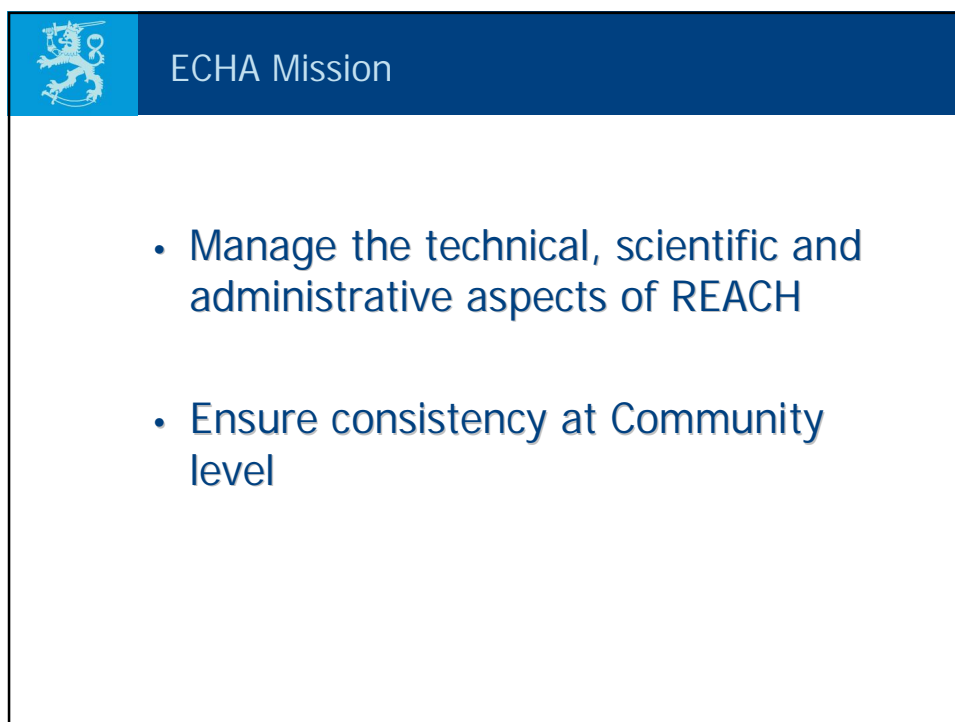 ECHA Mission
• Manage the technical, scientific and
administrative aspects of REACH
• Ensure consistency at Community
level